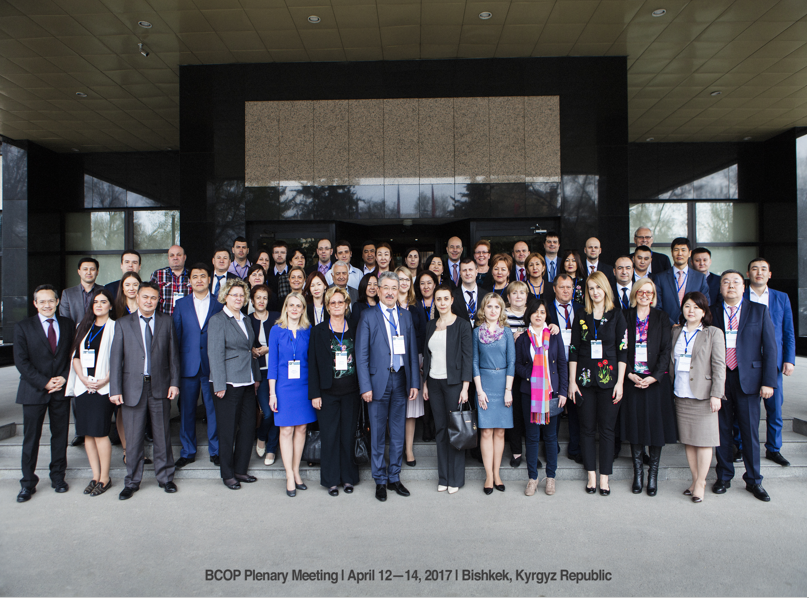 BCOP Plenary Meeting | April 12—14, 2017 | Bishkek, Kyrgyz Republic